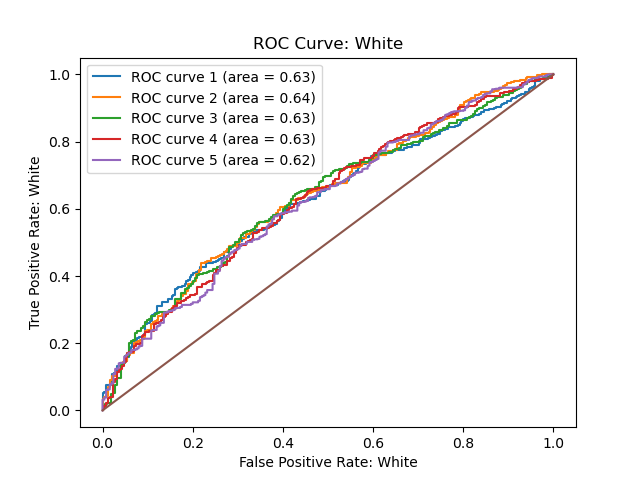 ROC Curve: White
ROC curve 1 (area = 0.63)
ROC curve 2 (area = 0.64)
ROC curve 3 (area = 0.63)
ROC curve 4 (area = 0.63)
ROC curve 5 (area = 0.62)
True Positive Rate: White
1.0
0.8
0.6
0.4
0.2
0.0
0.0 0.2 0.4 0.6 0.8 1.0
False Positive Rate: White